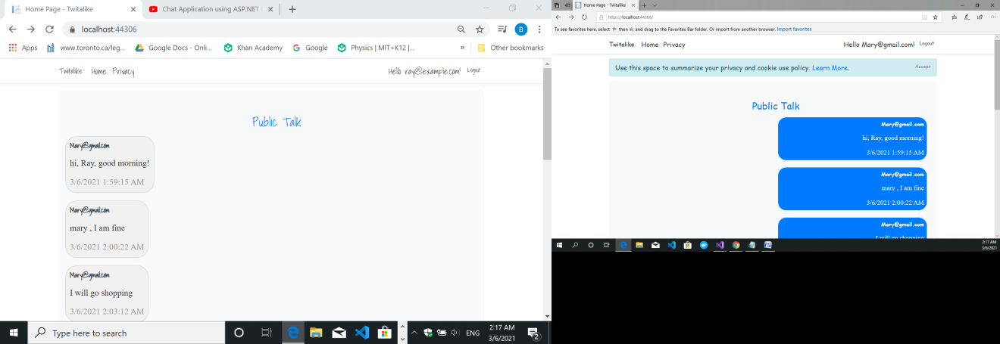 Home Page - Twitalike
Chat Application using ASP.NET
localhost:44306
B
Apps
www.toronto.ca/leg...
Google Docs - Onli...
Khan Academy
Google
Physics | MIT+K12 |...
»
Other bookmarks
Twitalike Home Privacy Hello ray@example.com! Logout
Public Talk
Mary@gmail.com
hi, Ray, good morning!
3/6/2021 1:59:15 AM
Mary@gmail.com
mary , I am fine
3/6/2021 2:00:22 AM
Mary@gmail.com
I will go shopping
3/6/2021 2:03:12 AM
Type here to search
ENG
2:17 AM
3/6/2021
2
Home Page - Twitalike
https://localhost:44306/
To see favorites here, select ☆ then ☆, and drag to the Favorites Bar folder. Or import from another browser. Import favorites
Twitalike Home Privacy Hello Mary@gmail.com! Logout
Use this space to summarize your privacy and cookie use policy. Learn More. Accept
Public Talk
Mary@gmail.com
hi, Ray, good morning!
3/6/2021 1:59:15 AM
Mary@gmail.com
mary , I am fine
3/6/2021 2:00:22 AM
Mary@gmail.com
I will go shopping
2:17 AM
3/6/2021